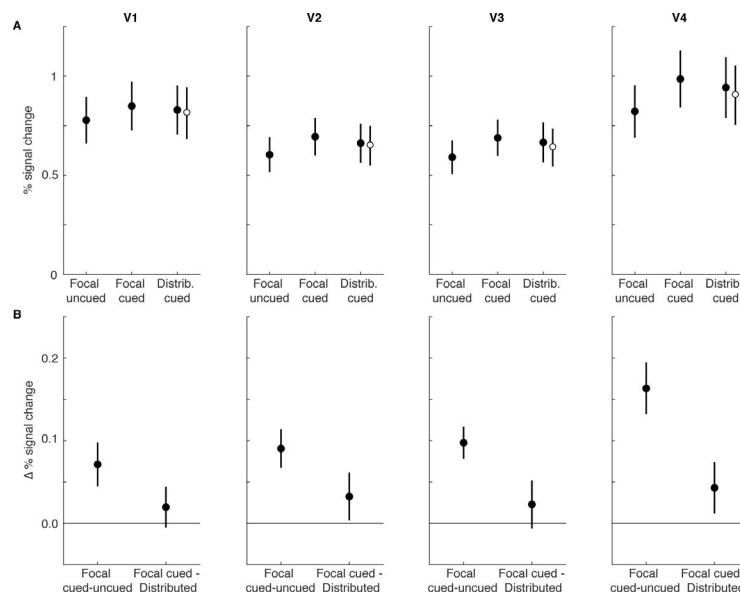 V1 V2 V3 V4
A
1
0.5
0
% signal change
Focal Focal Distrib. Focal Focal Distrib. Focal Focal Distrib. Focal Focal Distrib.
uncued cued cued uncued cued cued uncued cued cued uncued cued cued
B
0.2
0.1
0.0
Δ % signal change
Focal Focal cued - Focal Focal cued - Focal Focal cued - Focal Focal cued
cued-uncued Distributed cued-uncued Distributed cued-uncued Distributed cued-uncued Distributed